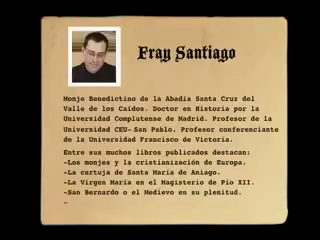 Fray Santiago
Monje Benedictino de la Abadía Santa Cruz del
Valle de los Caídos. Doctor en Historia por la
Universidad Complutense de Madrid. Profesor de la
Universidad CEU- San Pablo. Profesor conferenciante
de la Universidad Francisco de Victoria.
Entre sus muchos libros publicados destacan:
-Los monjes y la cristianización de Europa.
-La cartuja de Santa María de Aniago.
-La Virgen María en el Magisterio de Pío XII.
-San Bernardo o el Medievo en su plenitud.
-